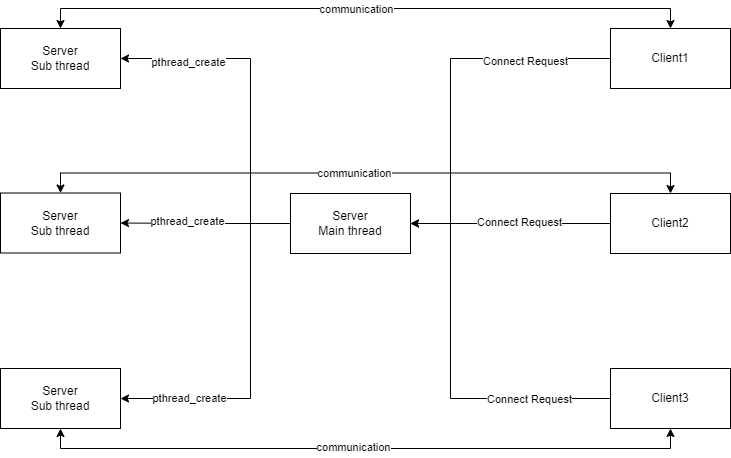 communication
Server
Sub thread
pthread_create
Connect Request
Client1
communication
Server
Sub thread
pthread_create
Server
Main thread
Connect Request
Client2
Server
Sub thread
pthread_create
Connect Request
Client3
communication